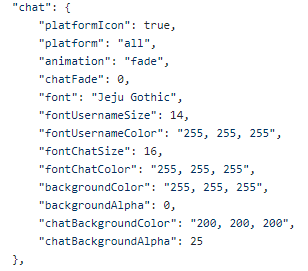 "chat": {
"platformIcon": true,
"platform": "all",
"animation": "fade",
"chatFade": 0,
"font": "Jeju Gothic",
"fontUsernameSize": 14,
"fontUsernameColor": "255, 255, 255",
"fontChatSize": 16,
"fontChatColor": "255, 255, 255",
"backgroundColor": "255, 255, 255",
"backgroundAlpha": 0,
"chatBackgroundColor": "200, 200, 200",
"chatBackgroundAlpha": 25
},